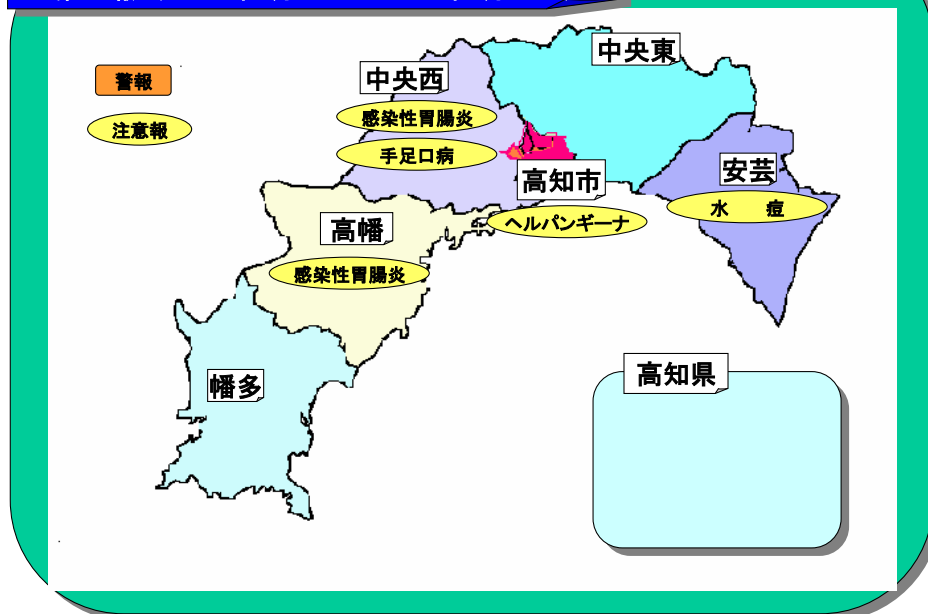 警報
注意報
中央西
感染性胃腸炎
手足口病
中央東
高知市
ヘルパンギーナ
安芸
水　痘
高幡
感染性胃腸炎
幡多
高知県